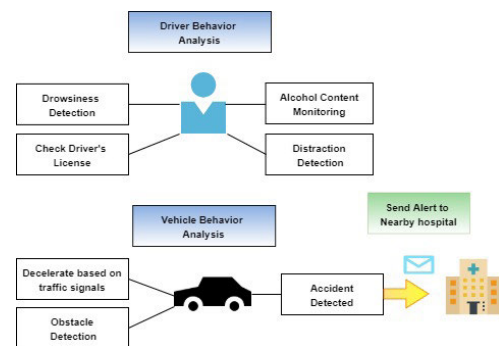 Driver Behavior
Analysis
Drowsiness
Detection
Alcohol Content
Monitoring
Check Driver's
License
Distraction
Detection
Send Alert to
Nearby hospital
Vehicle Behavior
Analysis
Decelerate based on
traffic signals
Accident
Detected
Obstacle
Detection